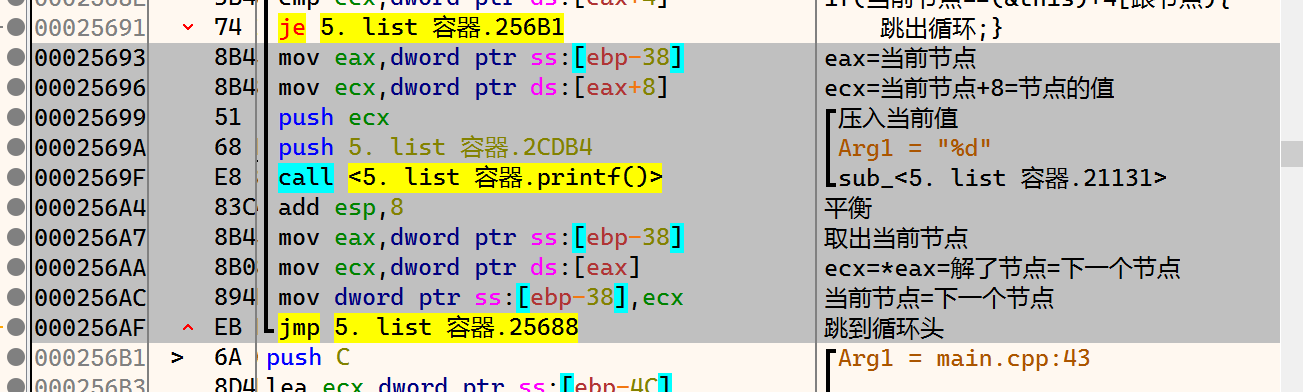 cmp ecx,dword ptr ds:[eax+4] if(当前节点==(&this)+4[跟节点){
00025691 74 je 5. list 容器.256B1 跳出循环;}
00025693 8B4 mov eax,dword ptr ss:[ebp-38] eax=当前节点
00025696 8B4 mov ecx,dword ptr ds:[eax+8] ecx=当前节点+8=节点的值
00025699 51 push ecx 压入当前值
0002569A 68 push 5. list 容器.2CDB4 Arg1 = "%d"
0002569F E8 call <5. list 容器.printf()> sub_<5. list 容器.21131>
000256A4 83C add esp,8 平衡
000256A7 8B4 mov eax,dword ptr ss:[ebp-38] 取出当前节点
000256AA 8B0 mov ecx,dword ptr ds:[eax] ecx=*eax=解了节点=下一个节点
000256AC 894 mov dword ptr ss:[ebp-38],ecx 当前节点=下一个节点
000256AF EB jmp 5. list 容器.25688 跳到循环头
000256B1 > 6A push C Arg1 = main.cpp:43
000256B3 8D4 lea ecx,dword ptr ss:[ebp-4C]